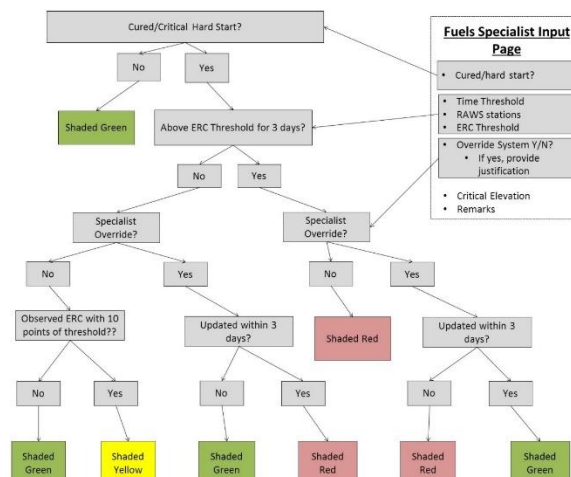 Cured/Critical Hard Start?
No
Yes
Shaded Green
Above ERC Threshold for 3 days?
No
Yes
Specialist
Override?
Specialist
Override?
No
Yes
No
Yes
Observed ERC with 10
points of threshold??
Updated within 3
days?
Shaded Red
Updated within 3
days?
No
Yes
No
Yes
No
Yes
Shaded
Green
Shaded
Yellow
Shaded
Green
Shaded
Red
Shaded
Red
Shaded
Green
Fuels Specialist Input
Page
• Cured/hard start?
• Time Threshold
• RAWS stations
• ERC Threshold
• Override System Y/N?
• If yes, provide
justification
• Critical Elevation
• Remarks